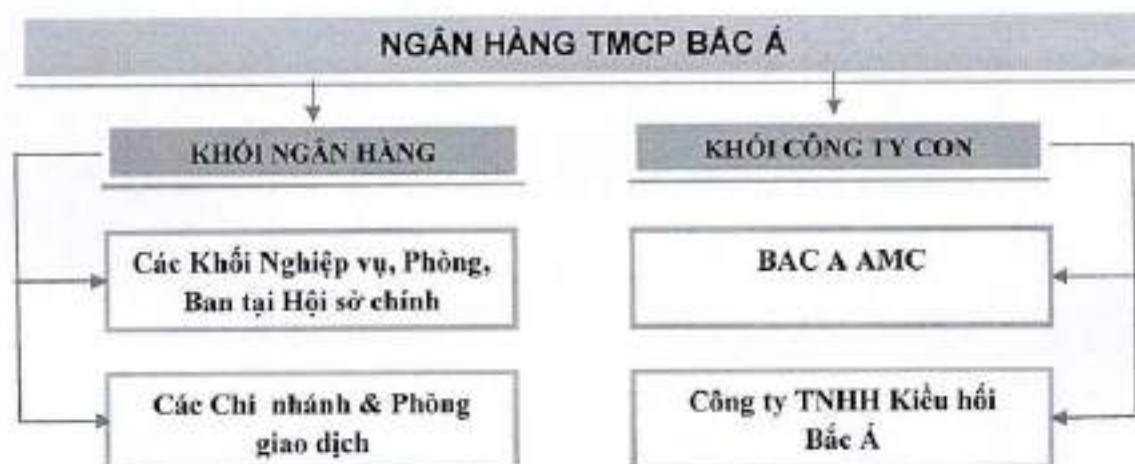 NGÂN HÀNG TMCP BẮC Á
KHỐI NGÂN HÀNG
KHỐI CÔNG TY CON
Các Khối Nghiệp vụ, Phòng,
Ban tại Hội sở chính
BAC A AMC
Các Chi nhánh & Phòng
giao dịch
Công ty TNHH Kiều hối
Bắc Á